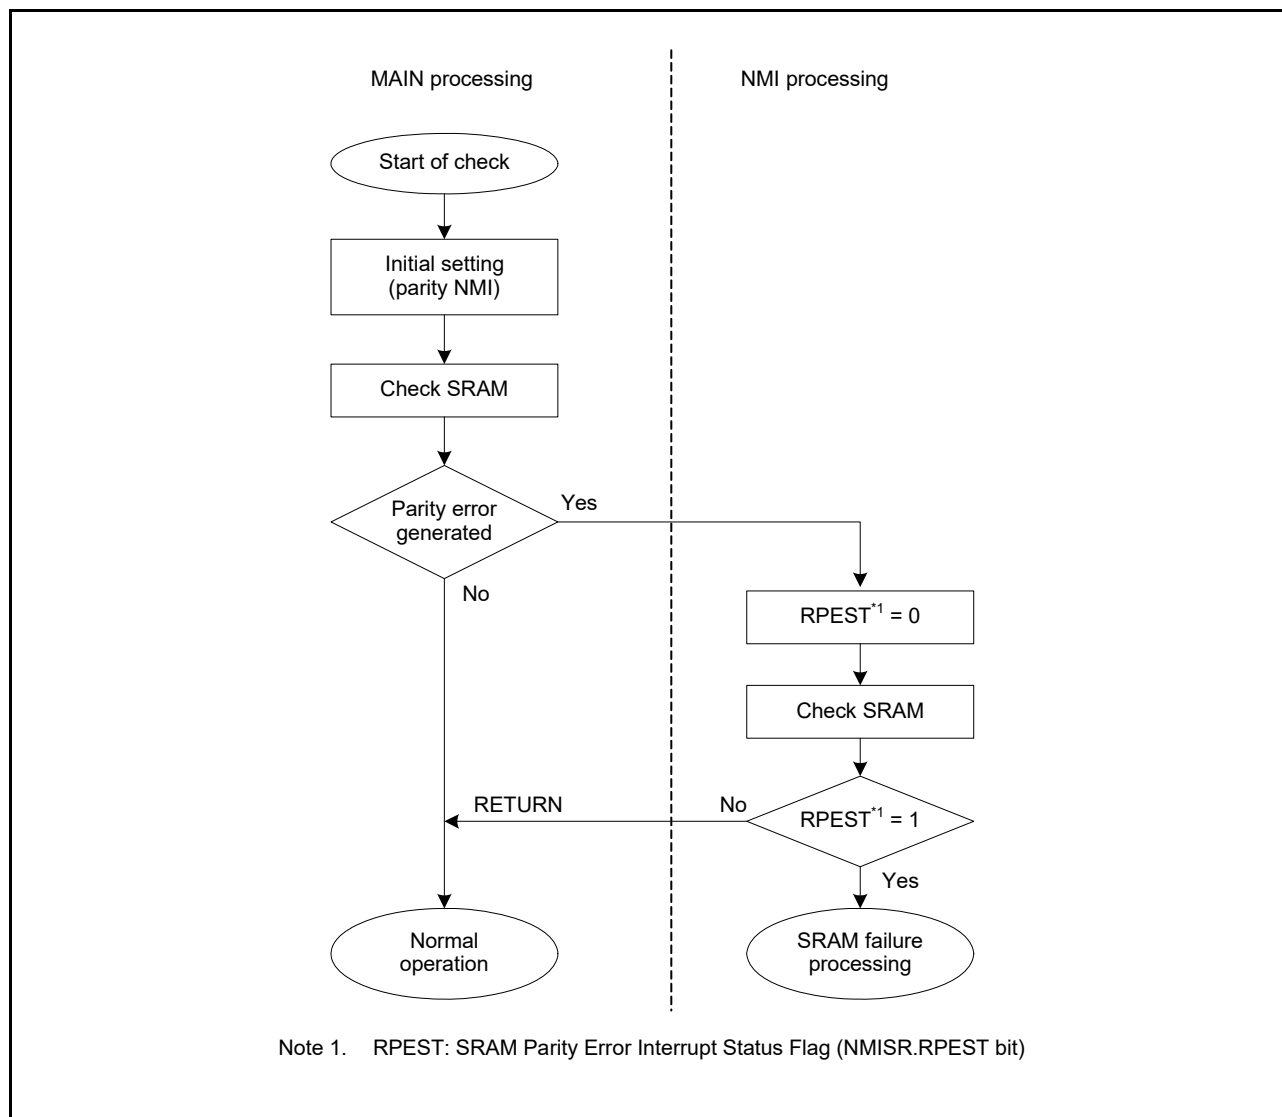 MAIN processing
NMI processing
Start of check
Initial setting
(parity NMI)
Check SRAM
Parity error
generated
Yes
No
RPEST*1 = 0
Check SRAM
RPEST*1 = 1
No
RETURN
Yes
Normal
operation
SRAM failure
processing
Note 1. RPEST: SRAM Parity Error Interrupt Status Flag (NMISR.RPEST bit)